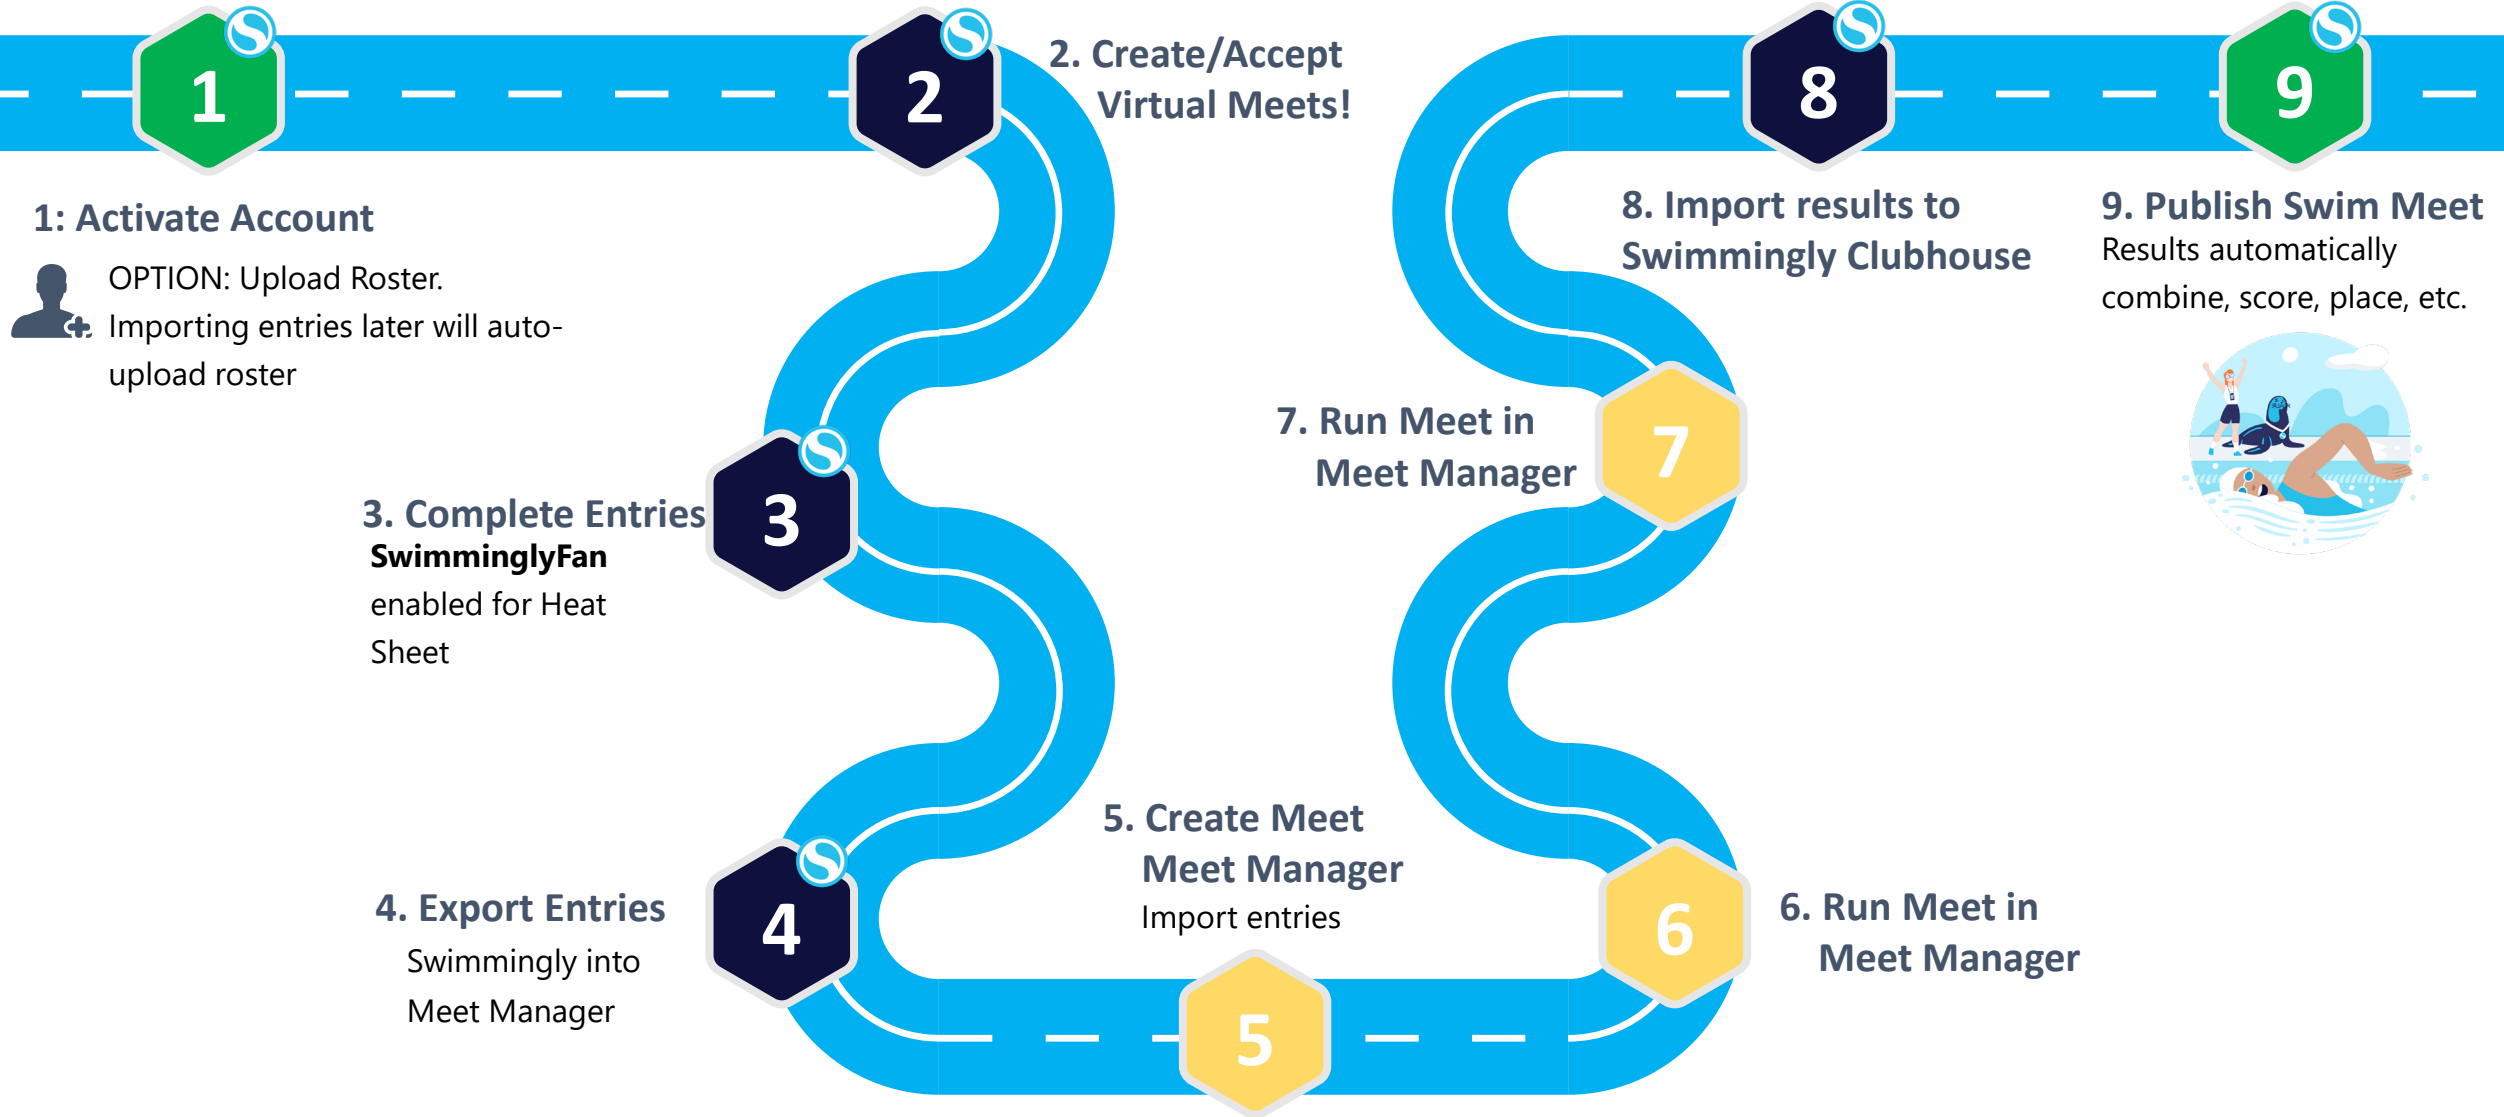 1
1: Activate Account
OPTION: Upload Roster.
Importing entries later will auto-
upload roster
2
2. Create/Accept
Virtual Meets!
3
3. Complete Entries
SwimminglyFan
enabled for Heat
Sheet
4
4. Export Entries
Swimmingly into
Meet Manager
5. Create Meet
Meet Manager
Import entries
5
6
6. Run Meet in
Meet Manager
7. Run Meet in
Meet Manager
7
8
8. Import results to
Swimmingly Clubhouse
9
9. Publish Swim Meet
Results automatically
combine, score, place, etc.